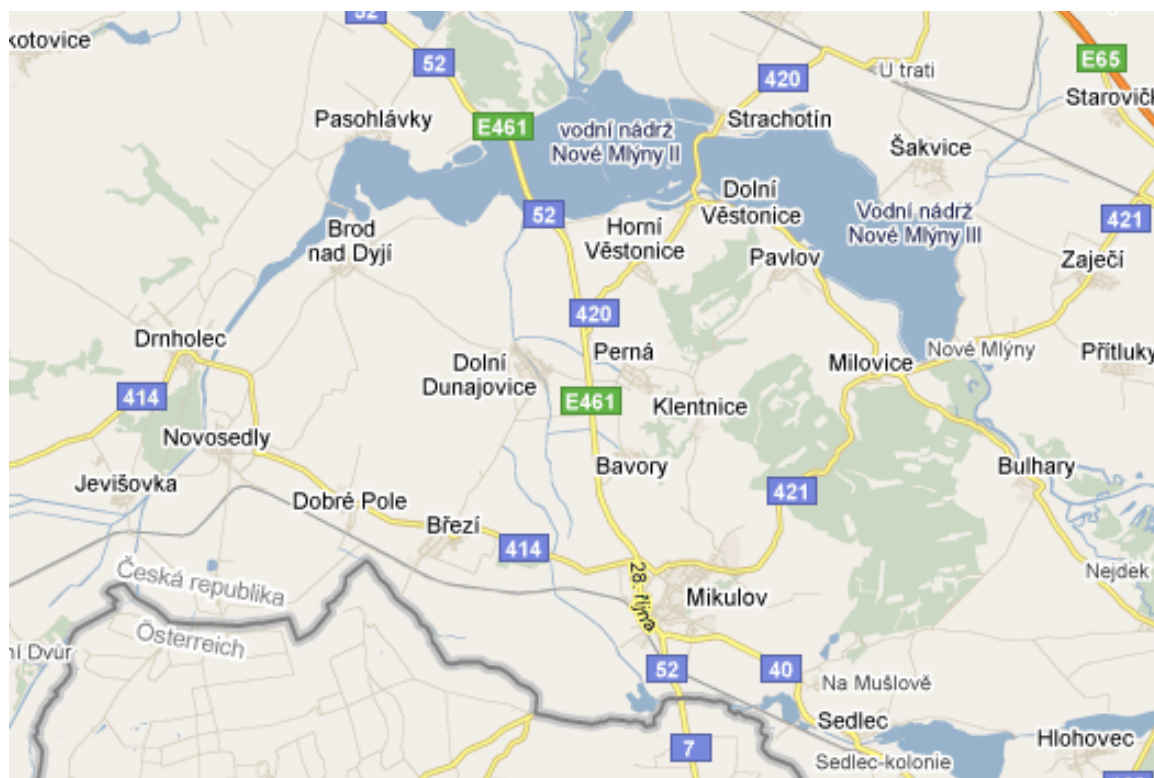 52
kotovice
52
420
U trati
E65
Starovičk
Pasohlávky
E461
vodní nádrž
Nové Mlýny II
Strachotín
Šakvice
Dolní
Věstonice
52
Horní
Věstonice
Vodní nádrž
Nové Mlýny III
421
Brod
nad Dyjí
Pavlov
Zaječí
420
Drnholec
Dolní
Dunajovice
Perná
Milovice
Nové Mlýny
Přítluky
414
E461
Klentnice
Novosedly
Bavory
Bulhary
Jevišovka
421
Dobré Pole
Březí
414
Nejdek
Česká republika
28. října
Mikulov
Österreich
ní Dvůr
52
40
Na Mušlově
Sedlec
7
Hlohovec
Sedlec-kolonie